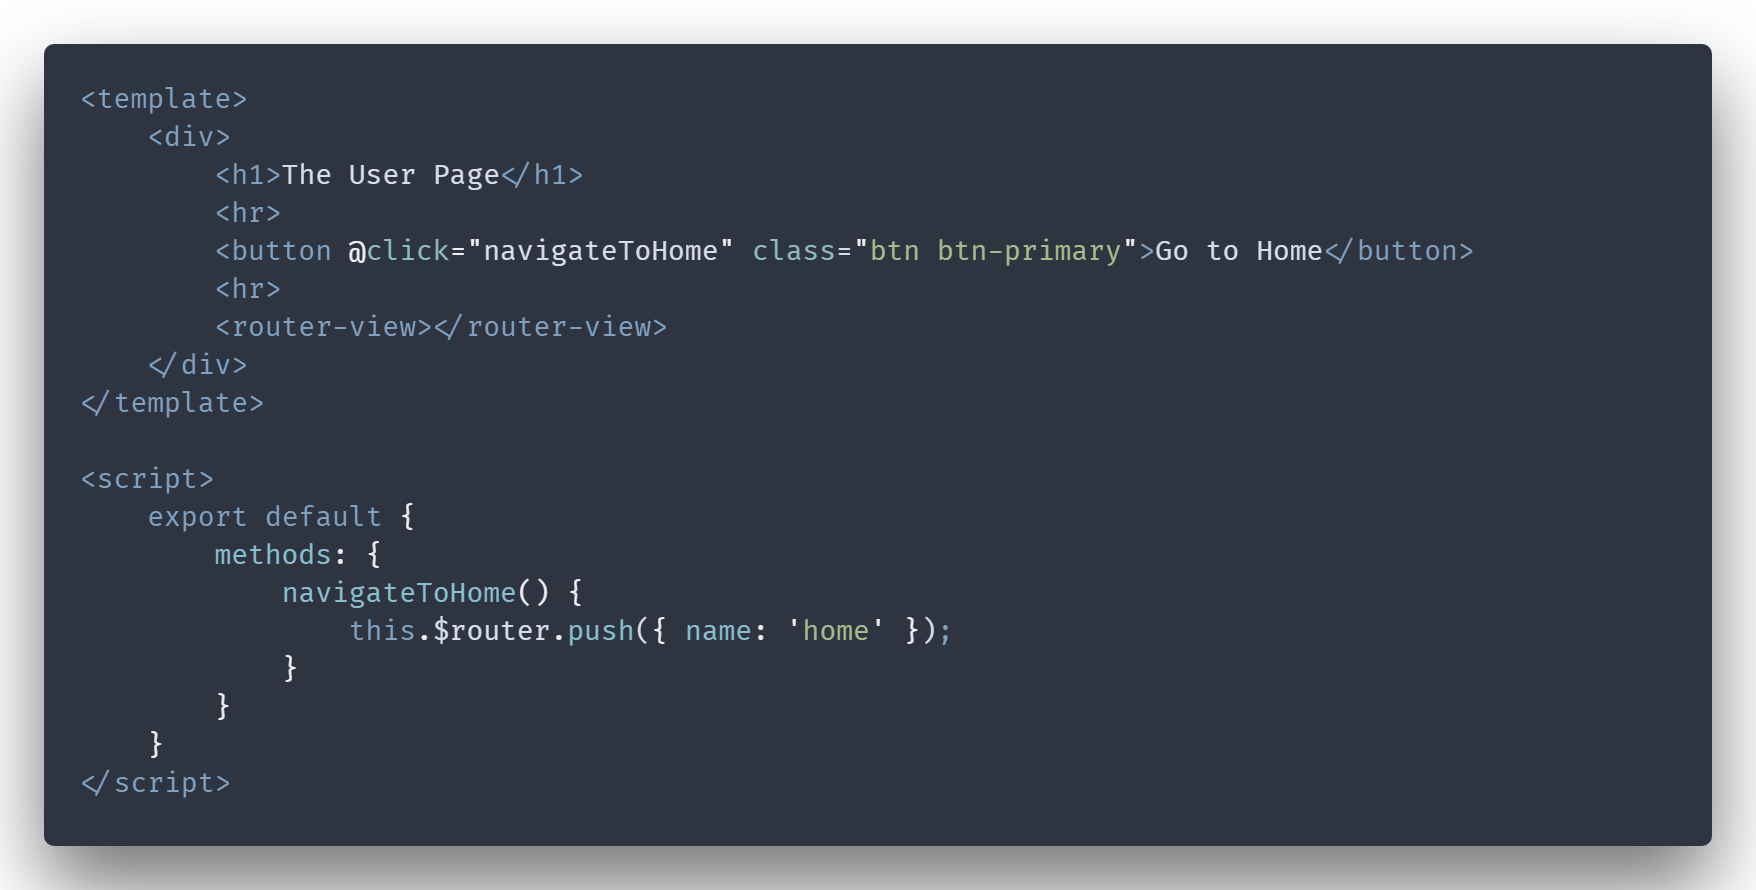 <template>
    <div>
        <h1>The User Page</h1>
        <hr>
        <button @click="navigateToHome" class="btn btn-primary">Go to Home</button>
        <hr>
        <router-view></router-view>
    </div>
</template>

<script>
    export default {
        methods: {
            navigateToHome() {
                this.$router.push({ name: 'home' });
            }
        }
    }
</script>